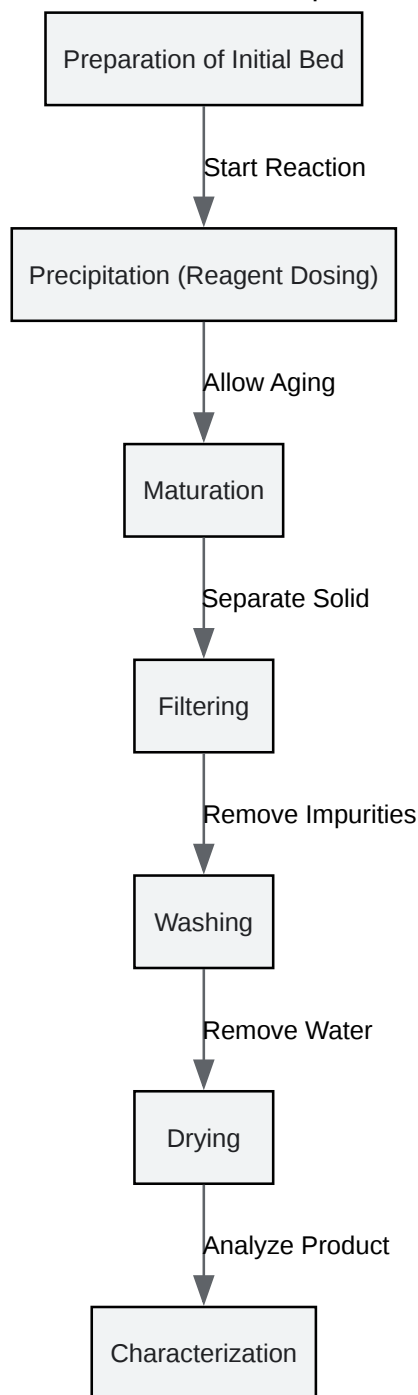 Preparation of Initial Bed
Start Reaction
Precipitation (Reagent Dosing)
Allow Aging
Maturation
Separate Solid
Filtering
Remove Impurities
Washing
Remove Water
Drying
Analyze Product
Characterization